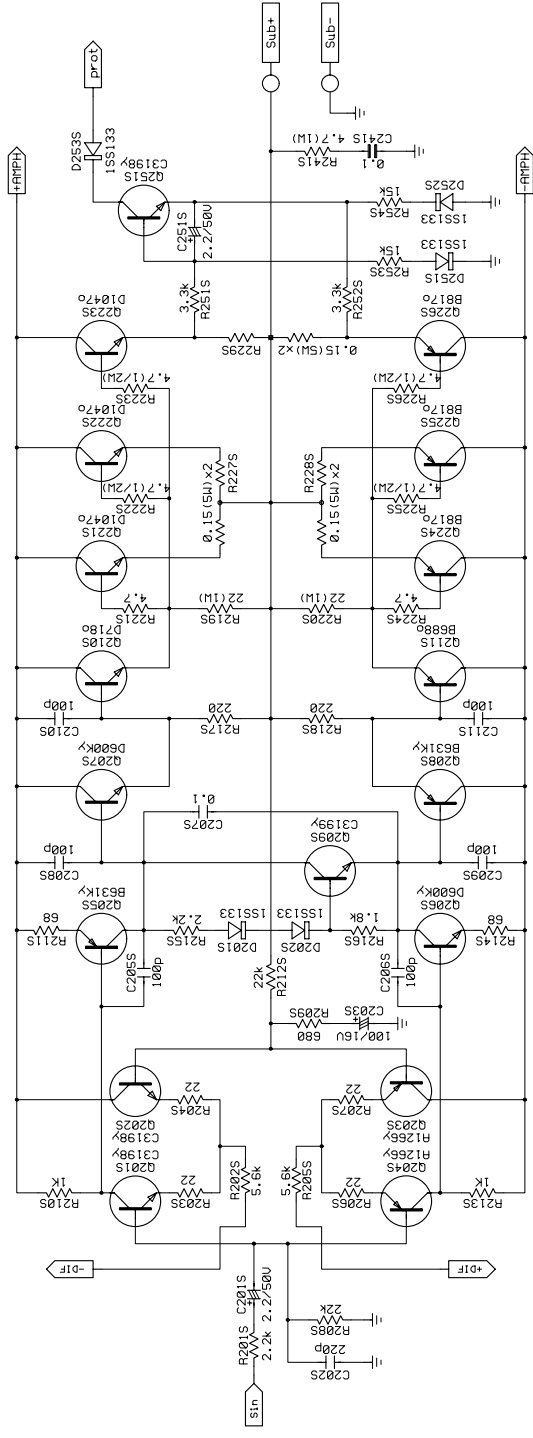 Sub+
Sub-
prot
D253S
1SS133
+AMPH
-AMPH
Q251S
C3198y
C251S
2.2/50V
R241S
4.7(1W)
C241S
0.1
R254S
15k
D252S
1SS133
R253S
15k
D251S
1SS133
3.3k
R251S
3.3k
R252S
Q223S
D1047o
R229S
0.15(5W)x2
Q226S
B817o
R223S
4.7(1/2W)
R226S
4.7(1/2W)
Q222S
D1047o
R227S
0.15(5W)x2
R228S
0.15(5W)x2
Q225S
B817o
R222S
4.7(1/2W)
R225S
4.7(1/2W)
Q221S
D1047o
Q224S
B817o
R221S
4.7
R219S
22(1W)
R220S
22(1W)
R224S
4.7
Q210S
D718o
Q211S
B688o
C210S
100p
R217S
220
R218S
220
C211S
100p
Q207S
D600Ky
Q208S
B631Ky
C207S
0.1
Q209S
C3199y
C208S
100p
C209S
100p
Q205S
B631Ky
R211S
68
R215S
2.2k
D201S
1SS133
D202S
1SS133
R216S
1.8k
Q206S
D600Ky
R214S
68
C205S
100p
R212S
22k
C206S
100p
R209S
680
C203S
100/16V
Q202S
C3198y
R204S
22
R207S
22
Q203S
A1266y
Q201S
C3198y
R210S
1K
R203S
22
R202S
5.6k
R205S
5.6k
R206S
22
Q204S
A1266y
R213S
1K
-DIF
+DIF
Sin
R201S
2.2k
C201S
2.2/50V
R208S
22k
C202S
220p